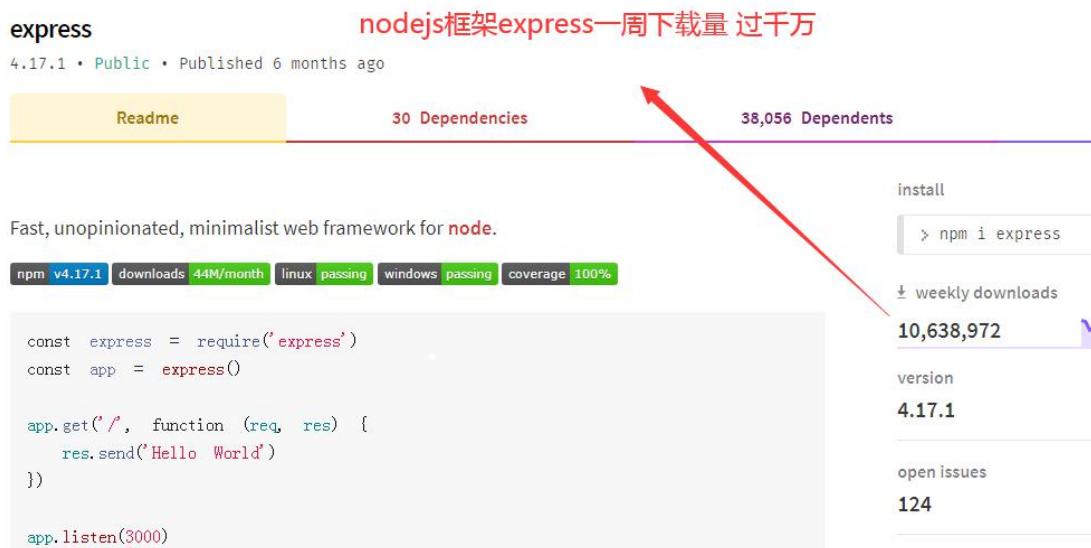 express
nodejs框架express一周下载量 过千万
4.17.1 • Public • Published 6 months ago
Readme
30 Dependencies
38,056 Dependents
install
> npm i express
Fast, unopinionated, minimalist web framework for node.
npm v4.17.1 downloads 44M/month linux passing windows passing coverage 100%
weekly downloads
10,638,972
version
4.17.1
open issues
124
const express = require('express')
const app = express()
app.get('/', function (req, res) {
res.send('Hello World')
})
app.listen(3000)